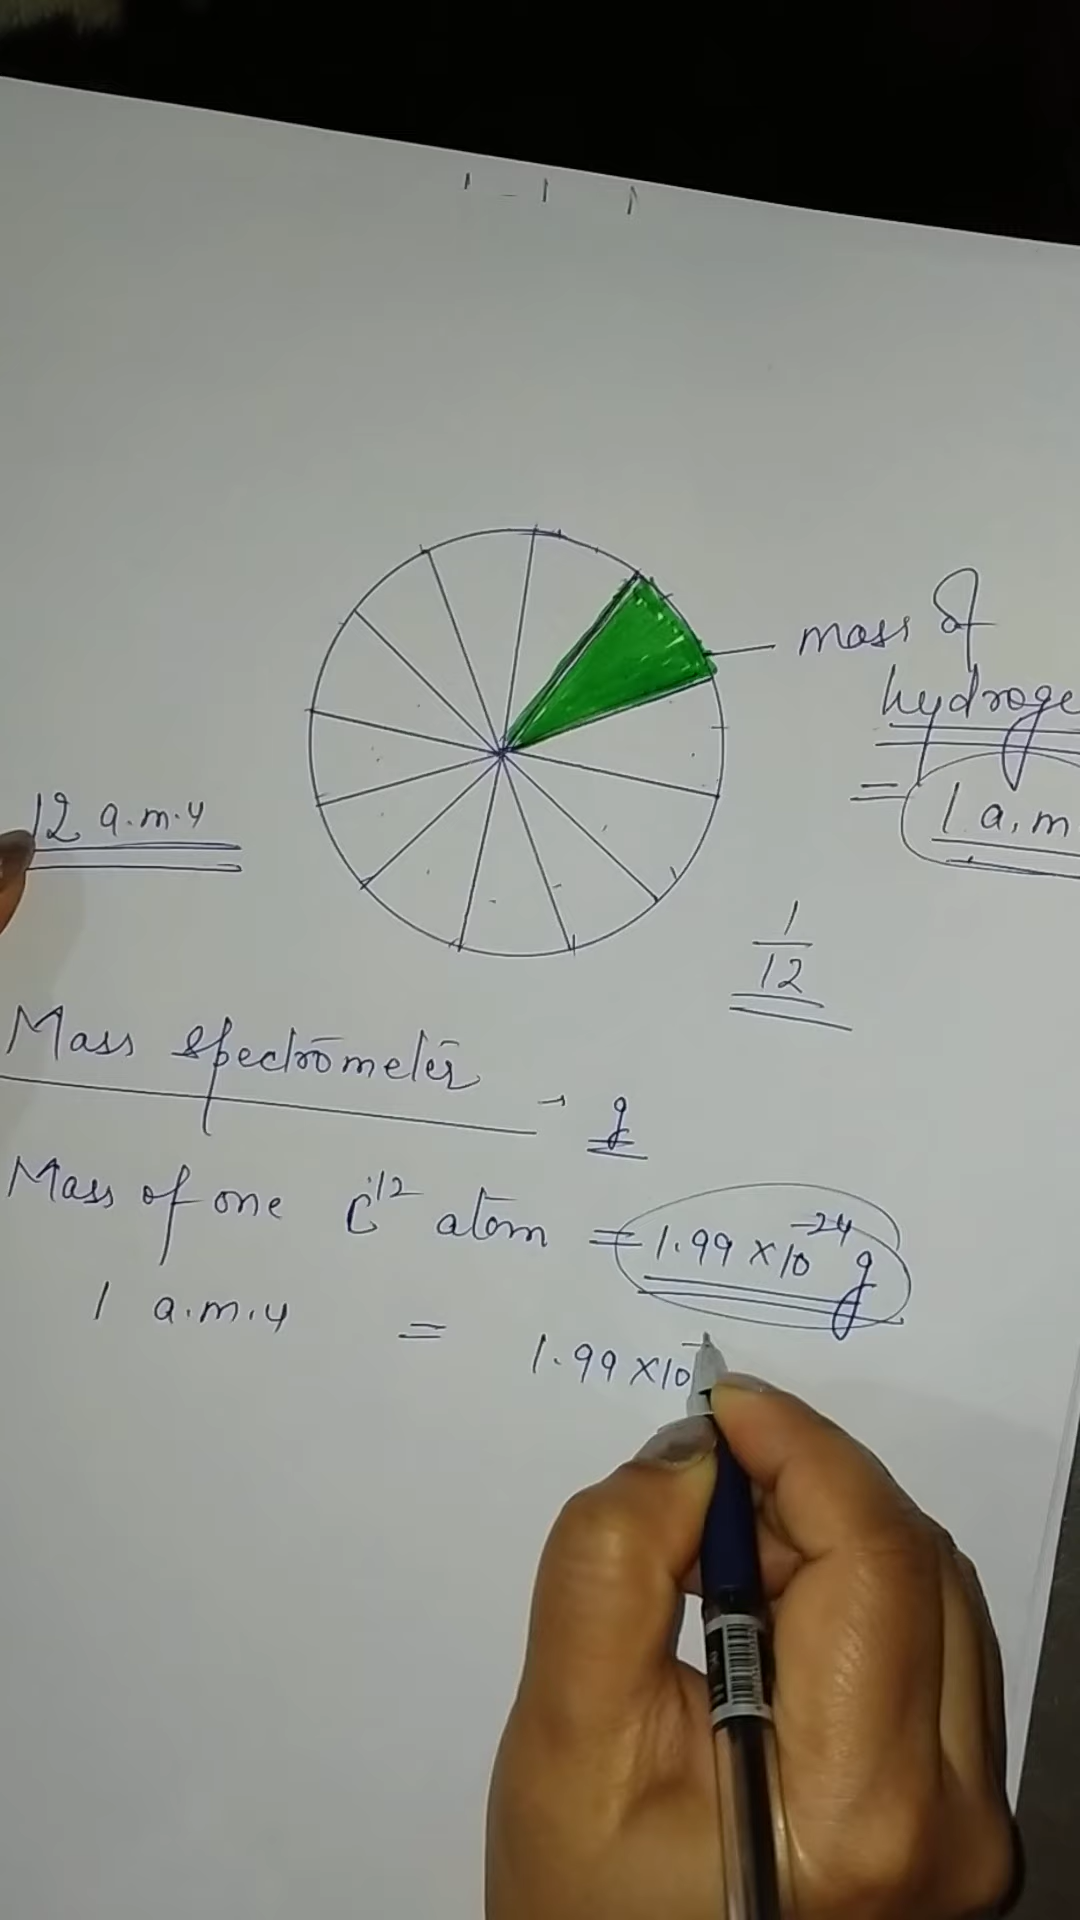 mass of
hydroge
= 1 a.m
12 a.m.u
1/12
Mass spectrometer → g
Mass of one C¹² atom = 1.99 × 10⁻²⁴ g
1 a.m.u = 1.99 × 10⁻